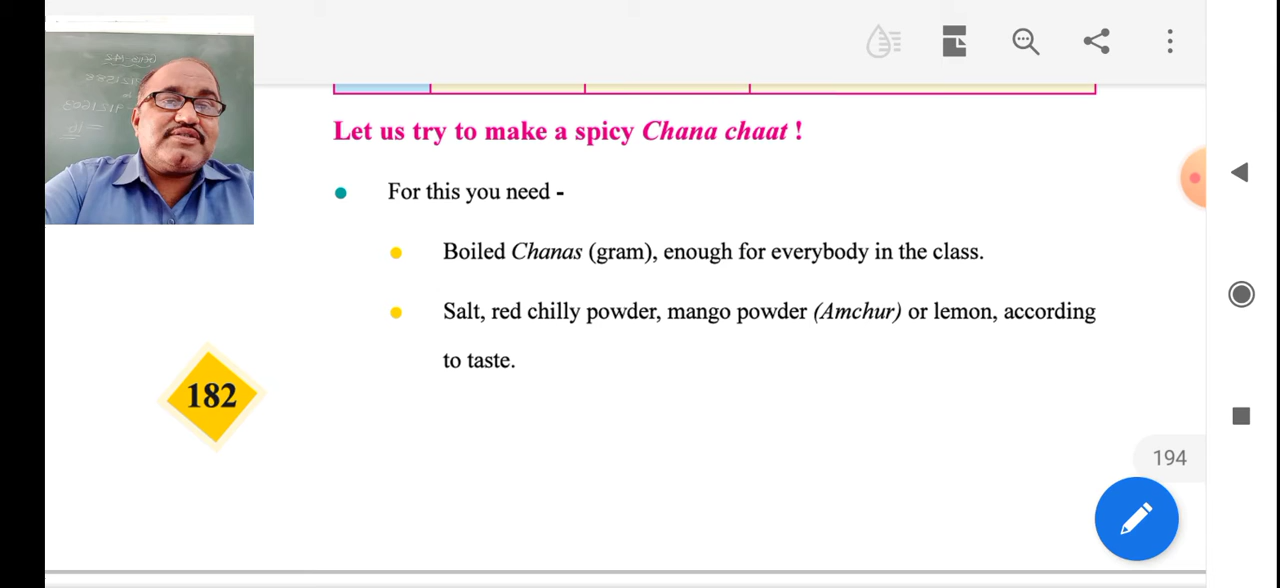 Let us try to make a spicy Chana chaat !
For this you need -
Boiled Chanas (gram), enough for everybody in the class.
Salt, red chilly powder, mango powder (Amchur) or lemon, according
to taste.
182
194